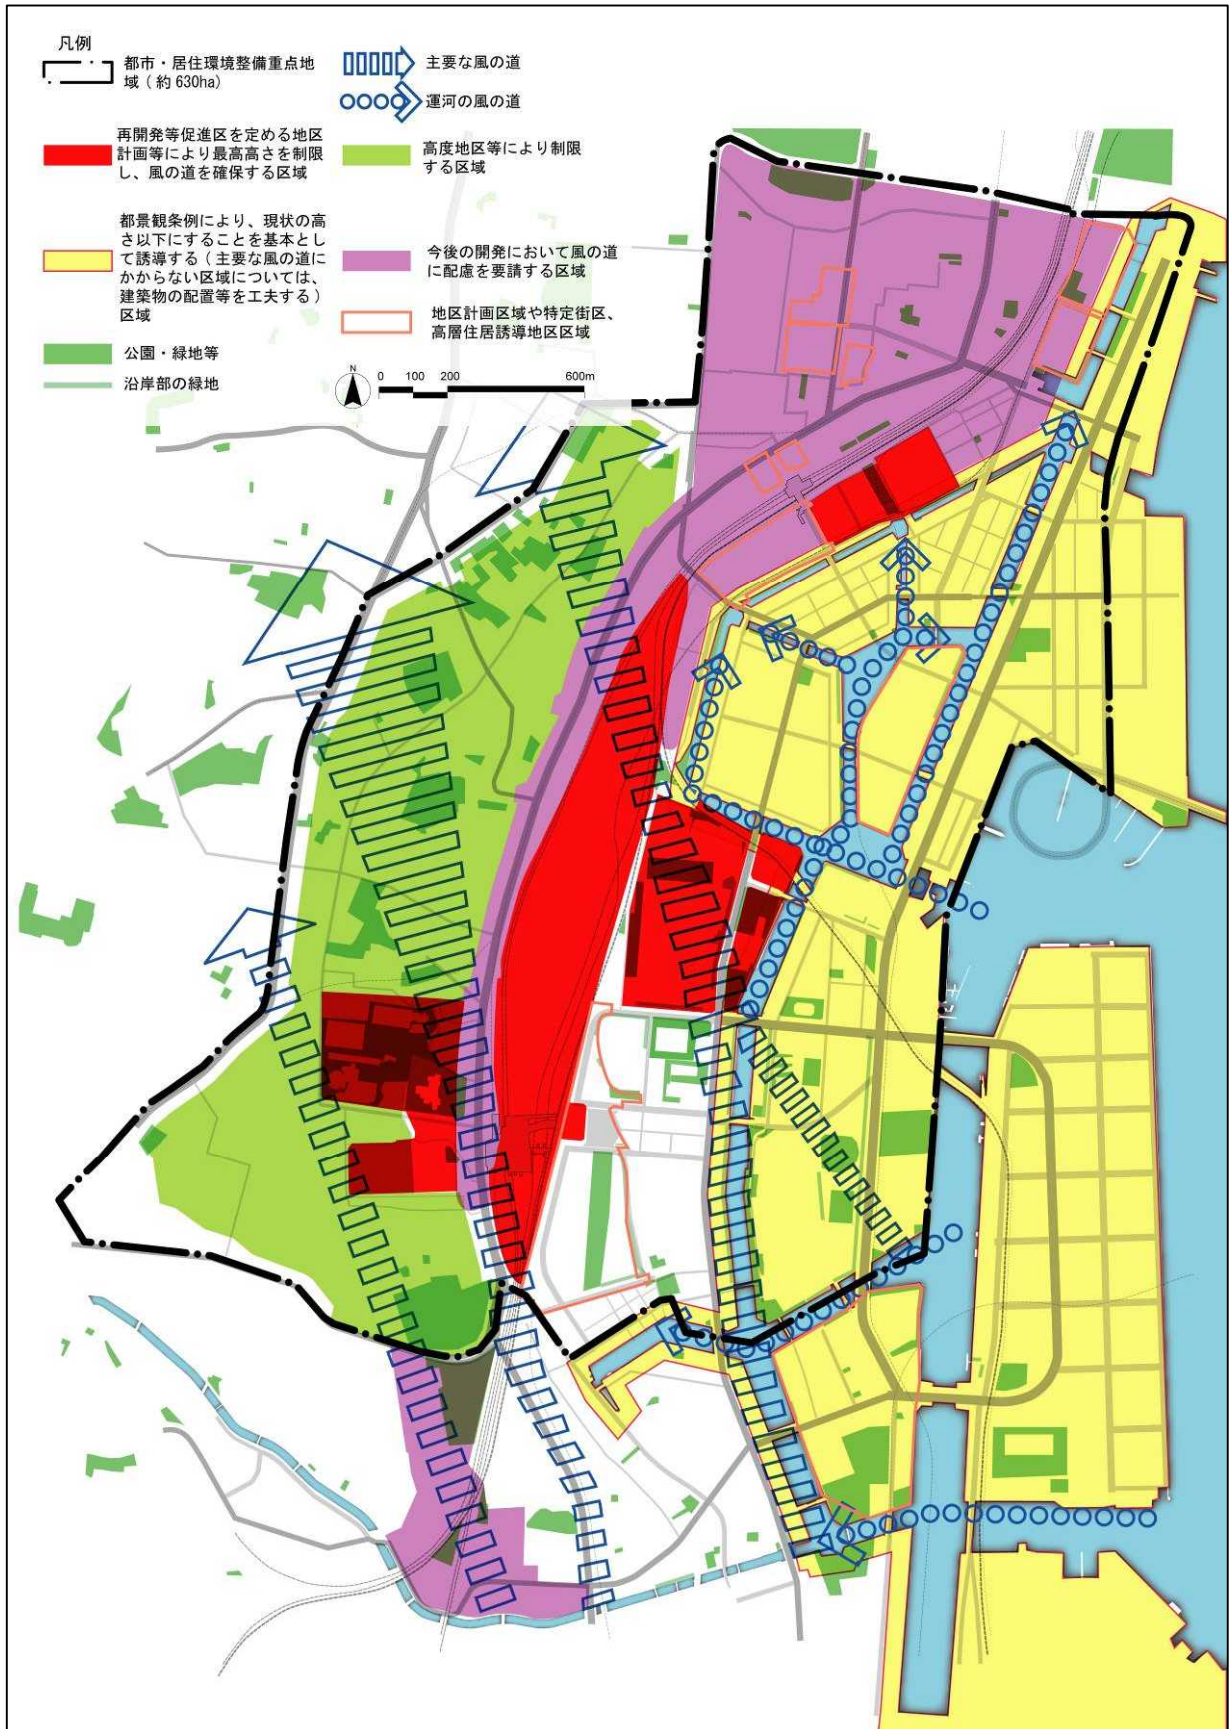 凡例
都市・居住環境整備重点地
域（約 630ha）
主要な風の道
運河の風の道
再開発等促進区を定める地区
計画等により最高高さを制限
し、風の道を確保する区域
高度地区等により制限
する区域
都景観条例により、現状の高
さ以下にすることを基本とし
て誘導する（主要な風の道に
かからない区域については、
建築物の配置等を工夫する）
区域
今後の開発において風の道
に配慮を要請する区域
地区計画区域や特定街区、
高層住居誘導地区区域
公園・緑地等
沿岸部の緑地
N
0 100 200 600m